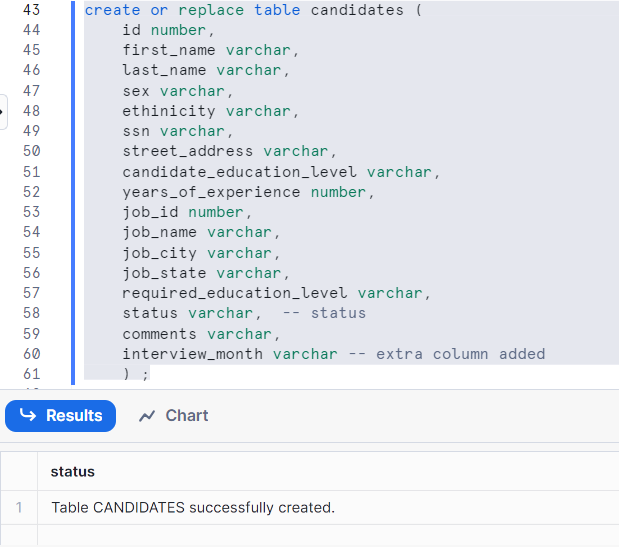 43 create or replace table candidates (
44 id number,
45 first_name varchar,
46 last_name varchar,
47 sex varchar,
48 ethinicity varchar,
49 ssn varchar,
50 street_address varchar,
51 candidate_education_level varchar,
52 years_of_experience number,
53 job_id number,
54 job_name varchar,
55 job_city varchar,
56 job_state varchar,
57 required_education_level varchar,
58 status varchar, -- status
59 comments varchar,
60 interview_month varchar -- extra column added
61 ) ;
Results Chart
status
1 Table CANDIDATES successfully created.